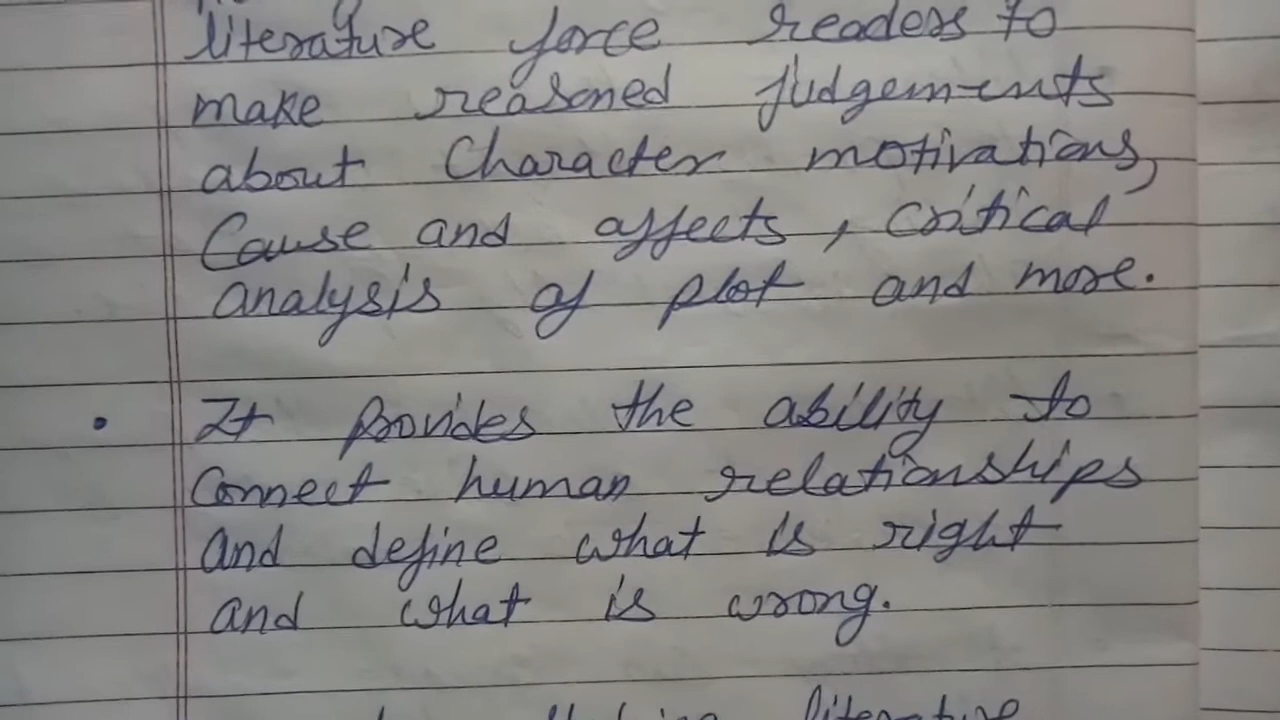 literature force readers to
make reasoned judgements
about Character motivations,
Cause and affects, critical
analysis of plot and more.
• It provides the ability to
Connect human relationships
and define what is right
and what is wrong.
literature